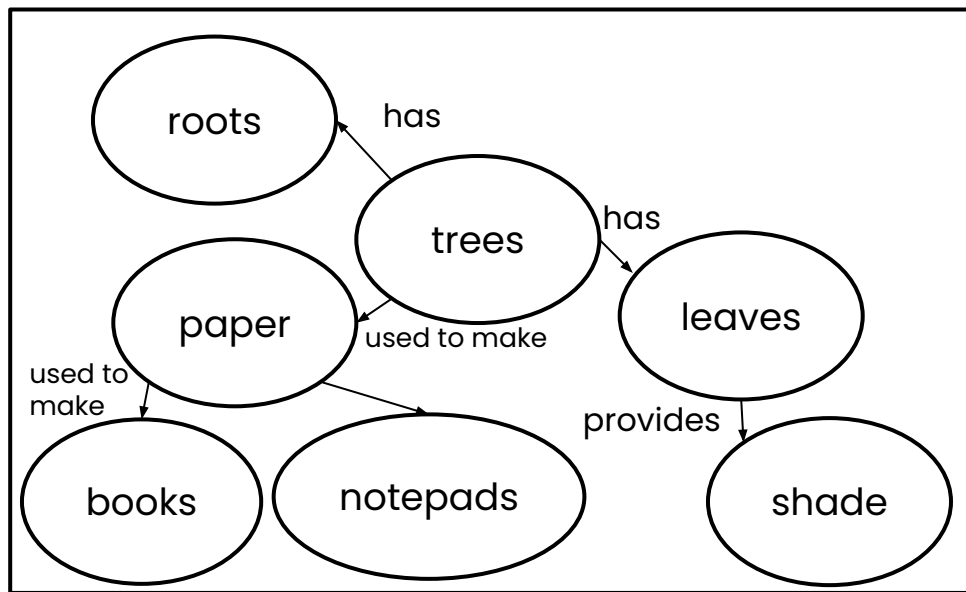 roots
has
trees
has
paper
used to make
leaves
used to
make
provides
books
notepads
shade